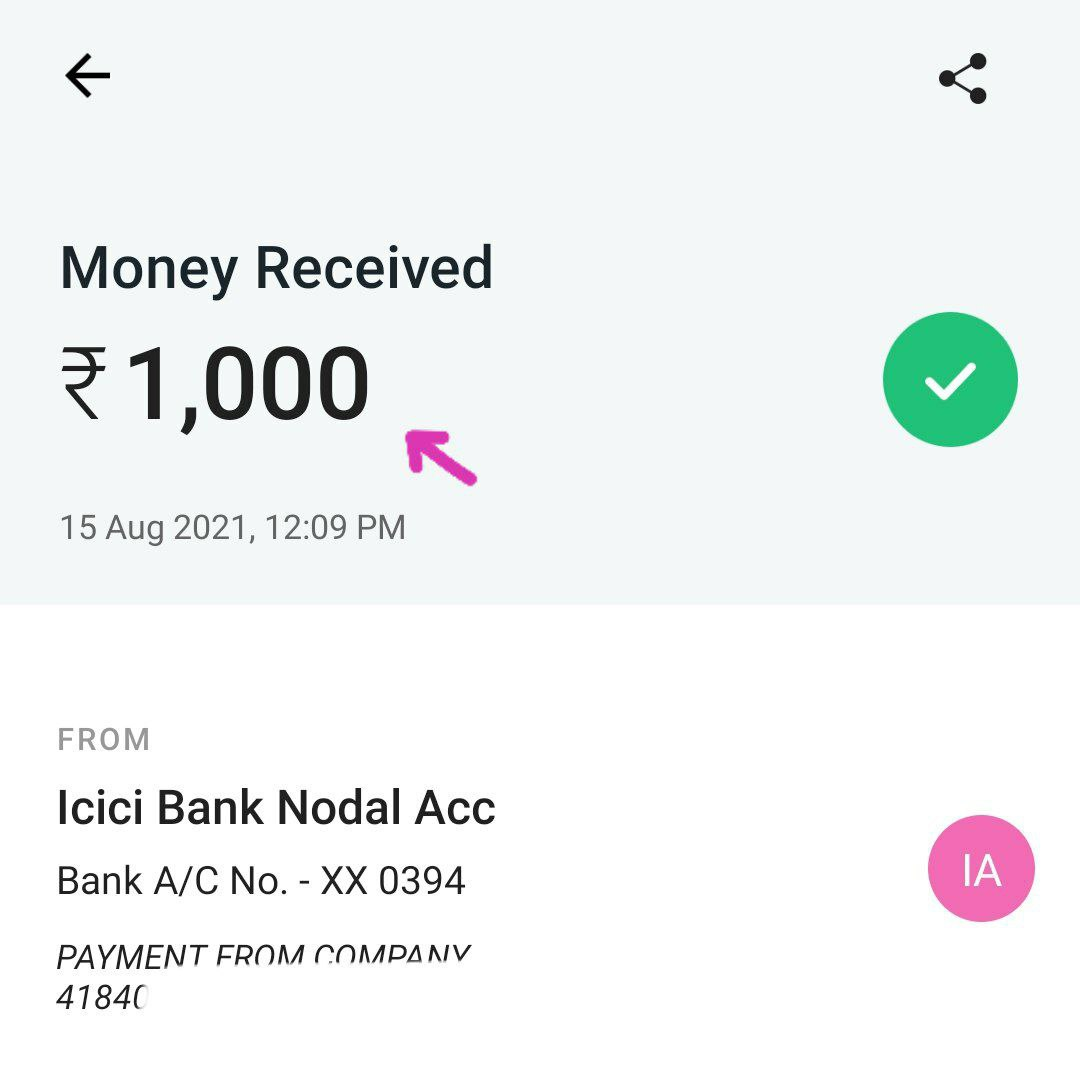 Money Received
₹1,000
15 Aug 2021, 12:09 PM
FROM
Icici Bank Nodal Acc
Bank A/C No. - XX 0394
IA
PAYMENT FROM COMPANY
41840